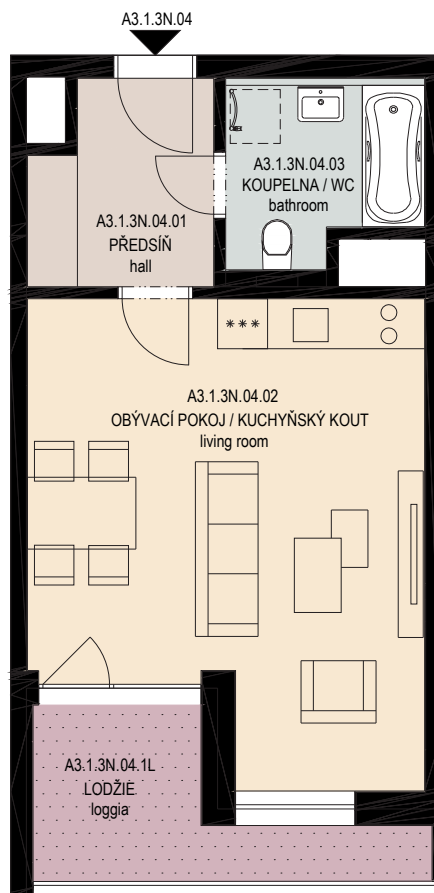 A3.1.3N.04
A3.1.3N.04.03
KOUPELNA / WC
bathroom
A3.1.3N.04.01
PŘEDSÍŇ
hall
***
A3.1.3N.04.02
OBÝVACÍ POKOJ / KUCHYŇSKÝ KOUT
living room
A3.1.3N.04.1L
LODŽIE
loggia